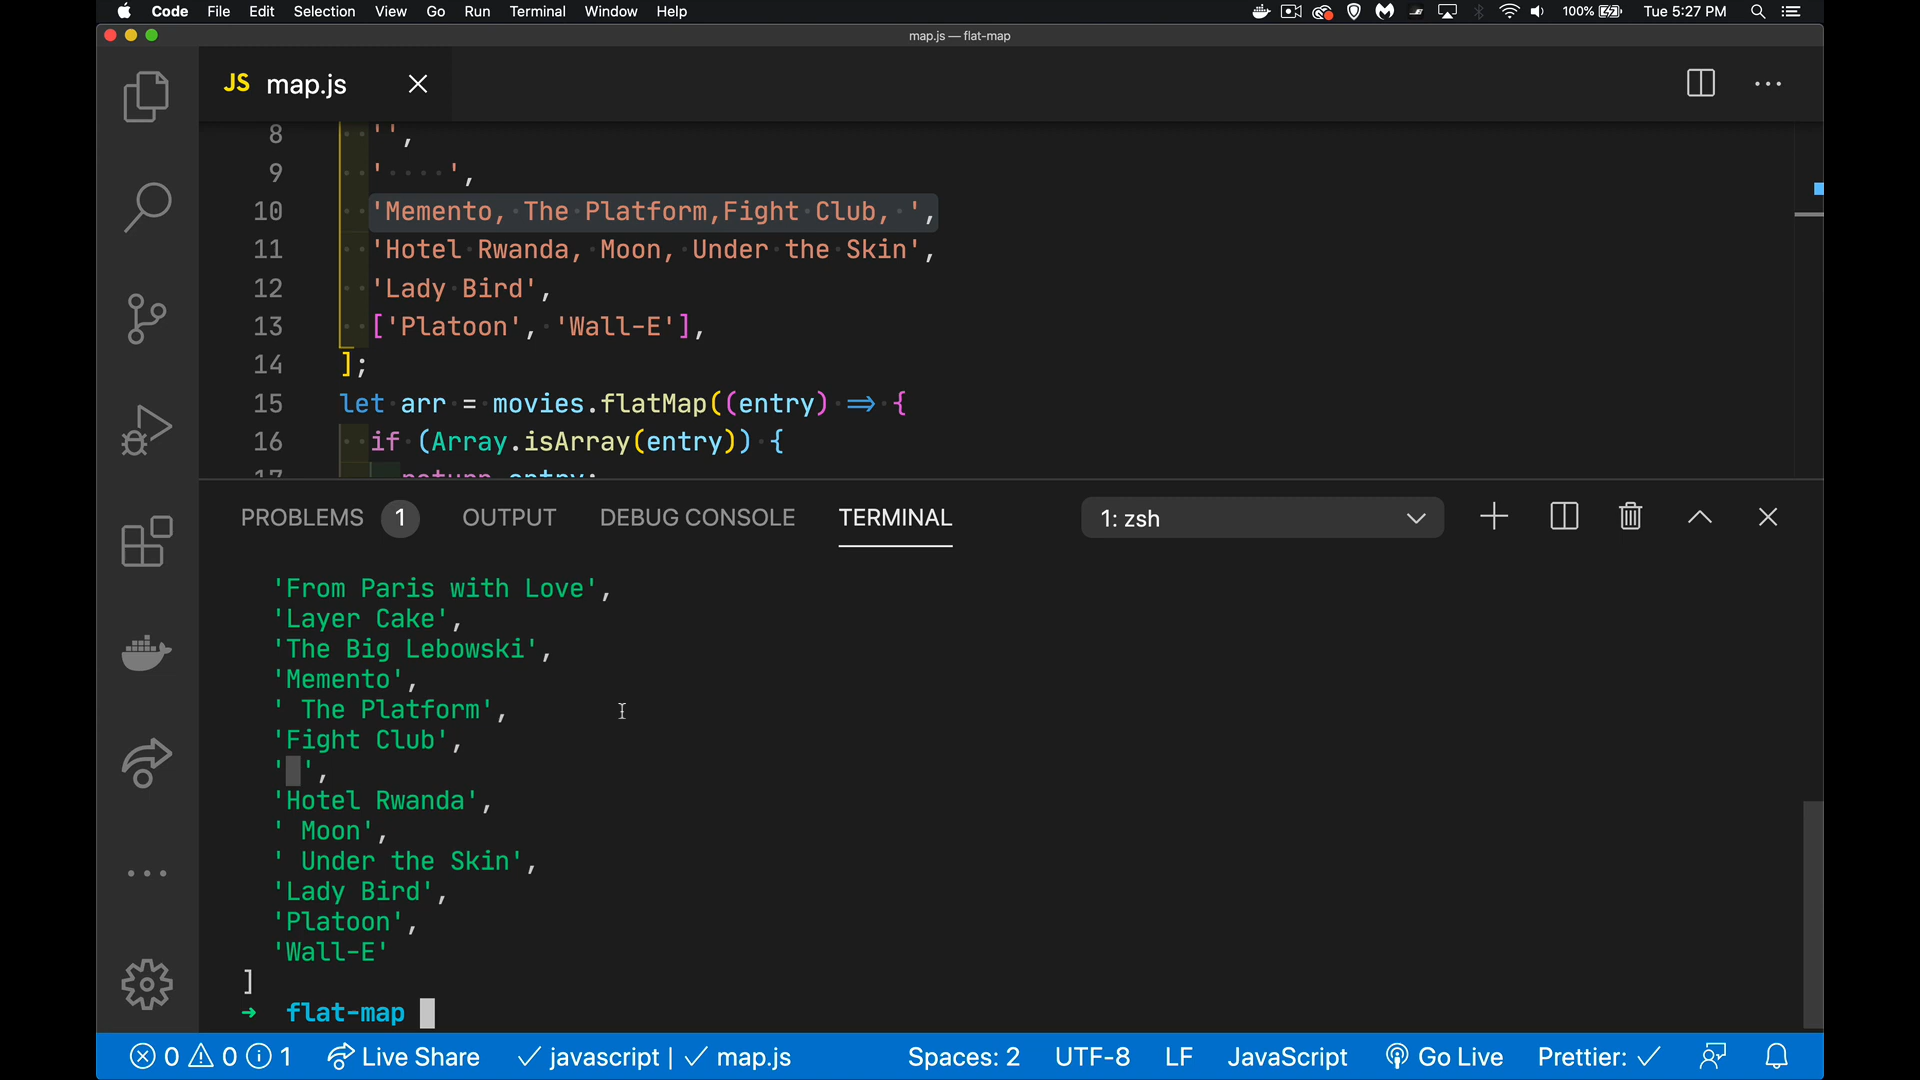 Code File Edit Selection View Go Run Terminal Window Help 100% Tue 5:27 PM
map.js — flat-map
JS map.js
8 '',
9 ' ···· ',
10 'Memento,·The·Platform,Fight·Club,·',
11 'Hotel·Rwanda,·Moon,·Under·the·Skin',
12 'Lady·Bird',
13 ['Platoon',·'Wall-E'],
14 ];
15 let·arr·=·movies.flatMap((entry)·=>·{
16 if·(Array.isArray(entry))·{
17 return·entry;
PROBLEMS 1 OUTPUT DEBUG CONSOLE TERMINAL 1: zsh
'From Paris with Love',
'Layer Cake',
'The Big Lebowski',
'Memento',
' The Platform',
'Fight Club',
' ',
'Hotel Rwanda',
' Moon',
' Under the Skin',
'Lady Bird',
'Platoon',
'Wall-E'
]
➜ flat-map
0 0 1 Live Share ✓ javascript | ✓ map.js Spaces: 2 UTF-8 LF JavaScript Go Live Prettier: ✓